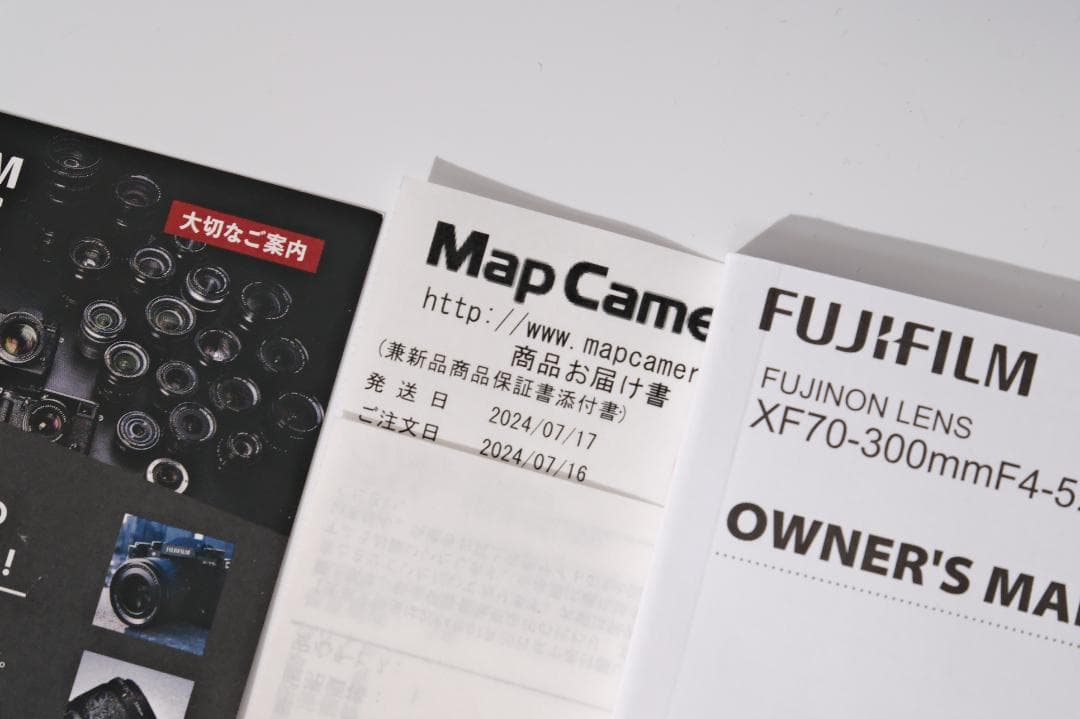 大切なご案内
!
FUJIFILM
Map Came
http://www.mapcamer
商品お届け書
(兼新品商品保証書添付書)
発送日 2024/07/17
ご注文日 2024/07/16
FUJIFILM
FUJINON LENS
XF70-300mmF4-5
OWNER'S MA